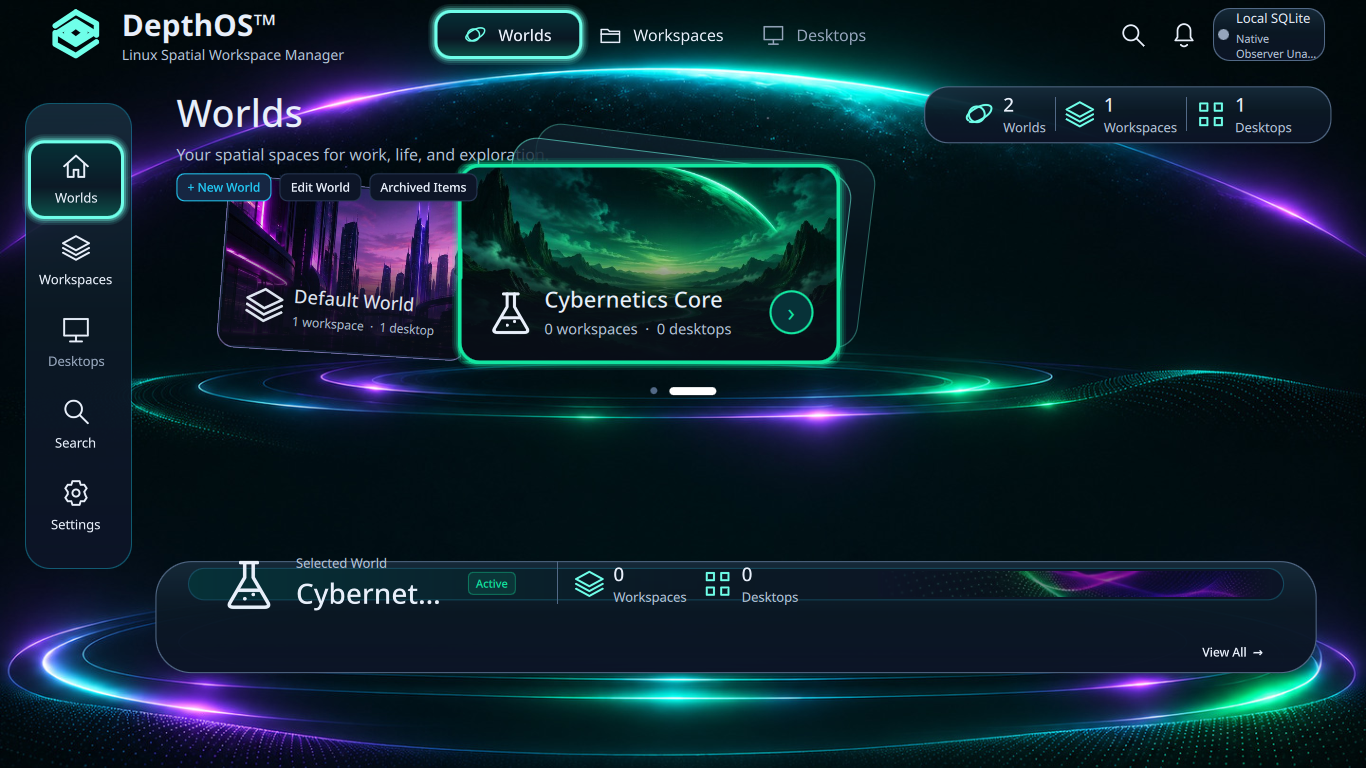 DepthOS™
Linux Spatial Workspace Manager
Worlds
Workspaces
Desktops
Local SQLite
Native
Observer Una...
Worlds
Your spatial spaces for work, life, and exploration.
+ New World
Edit World
Archived Items
2
Worlds
1
Workspaces
1
Desktops
Worlds
Workspaces
Desktops
Search
Settings
Default World
1 workspace · 1 desktop
Cybernetics Core
0 workspaces · 0 desktops
›
Selected World
Cybernet...
Active
0
Workspaces
0
Desktops
View All →